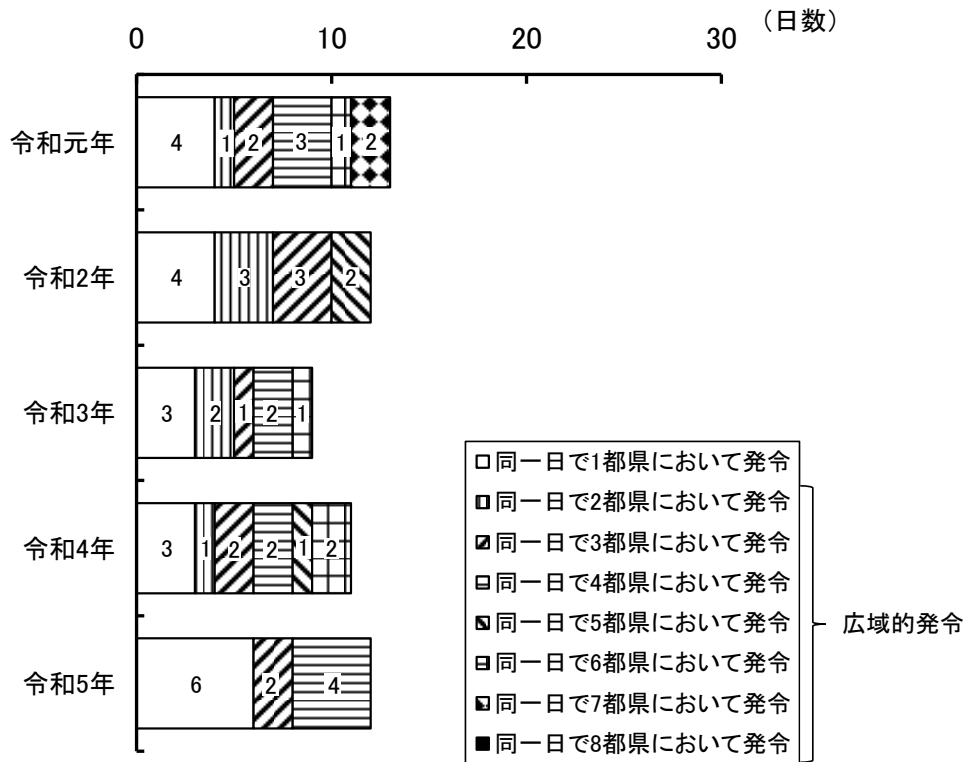 （日数）
0 10 20 30
令和元年 4 1 2 3 1 2
令和2年 4 3 3 2
令和3年 3 2 1 2 1
令和4年 3 1 2 2 1 2
令和5年 6 2 4
同一日で1都県において発令
同一日で2都県において発令
同一日で3都県において発令
同一日で4都県において発令
同一日で5都県において発令
同一日で6都県において発令
同一日で7都県において発令
同一日で8都県において発令
広域的発令